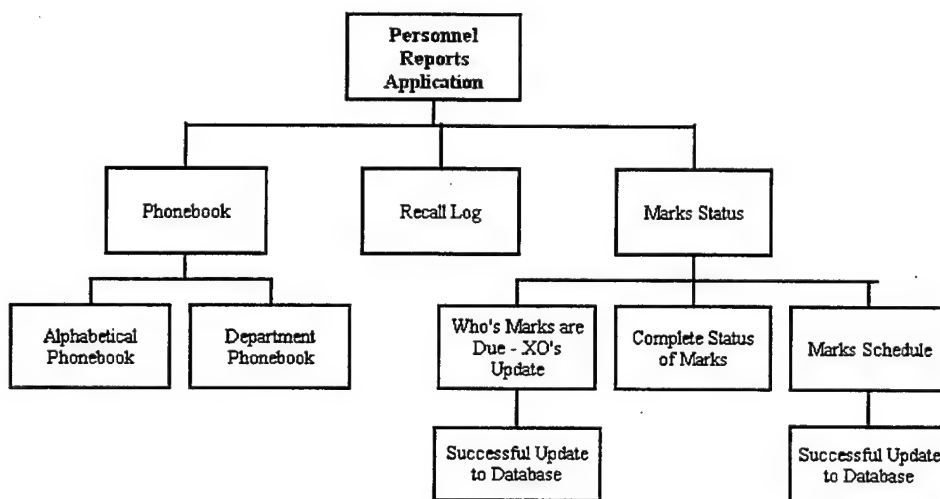 Personnel
Reports
Application
Phonebook
Recall Log
Marks Status
Alphabetical
Phonebook
Department
Phonebook
Who's Marks are
Due - XO's
Update
Complete Status
of Marks
Marks Schedule
Successful Update
to Database
Successful Update
to Database